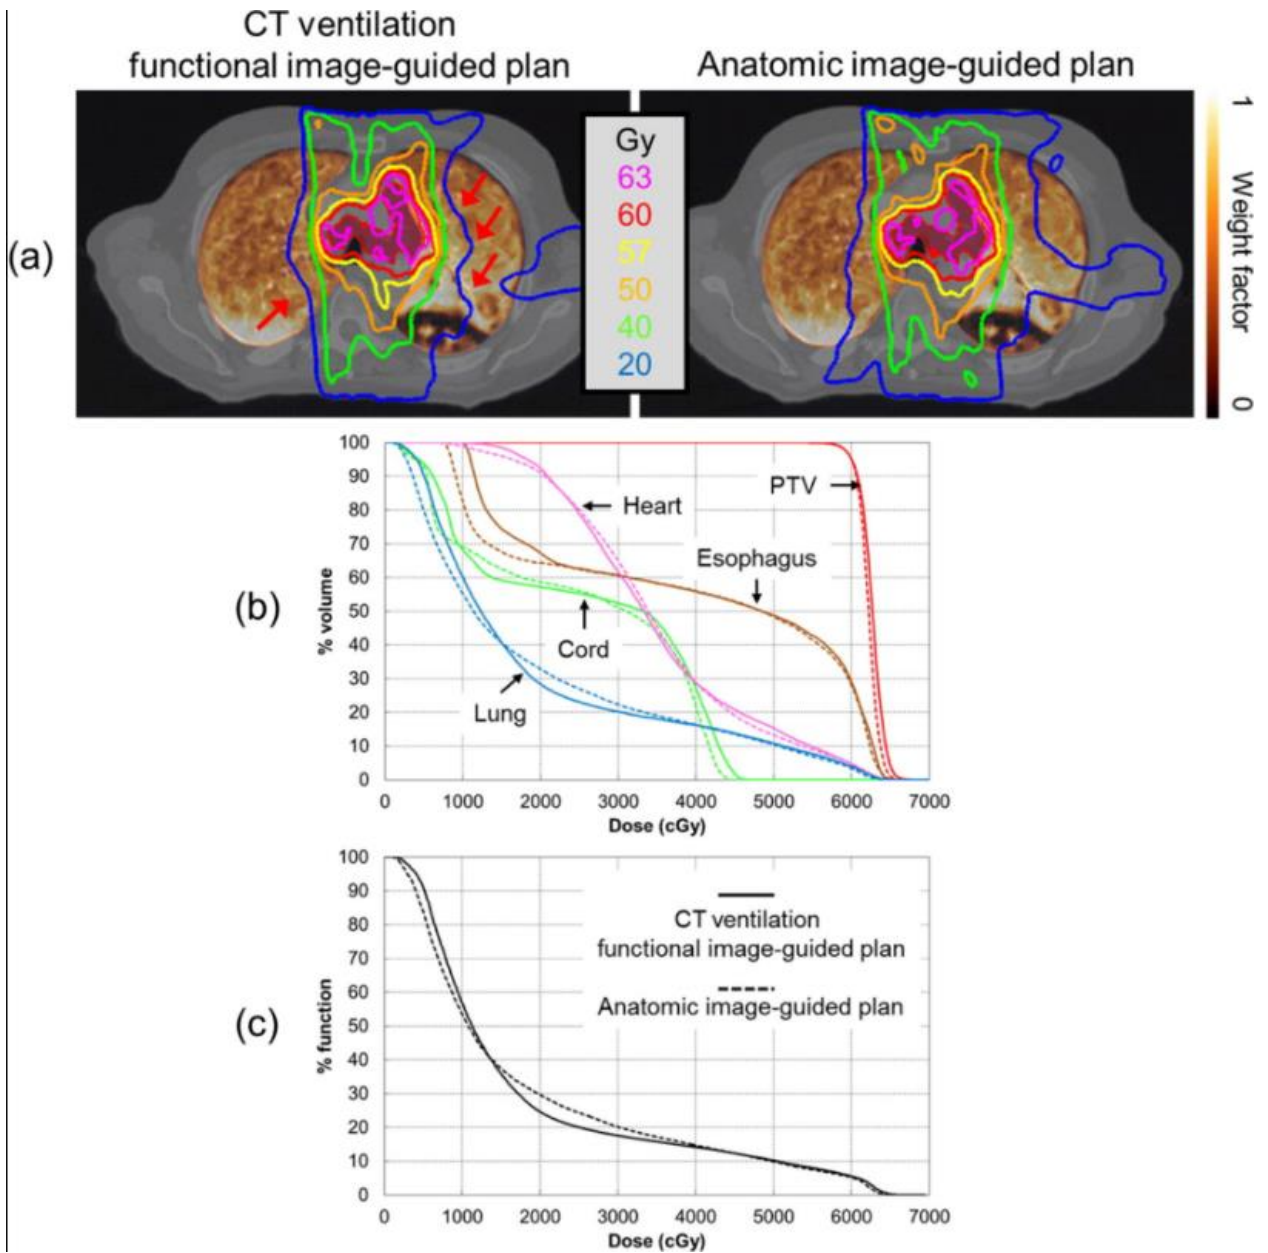 CT ventilation
functional image-guided plan
Anatomic image-guided plan
(a)
Gy
63
60
57
50
40
20
1
Weight factor
0
(b)
% volume
100
90
80
70
60
50
40
30
20
10
0
PTV
Heart
Esophagus
Cord
Lung
0 1000 2000 3000 4000 5000 6000 7000
Dose (cGy)
(c)
% function
100
90
80
70
60
50
40
30
20
10
0
CT ventilation
functional image-guided plan
Anatomic image-guided plan
0 1000 2000 3000 4000 5000 6000 7000
Dose (cGy)